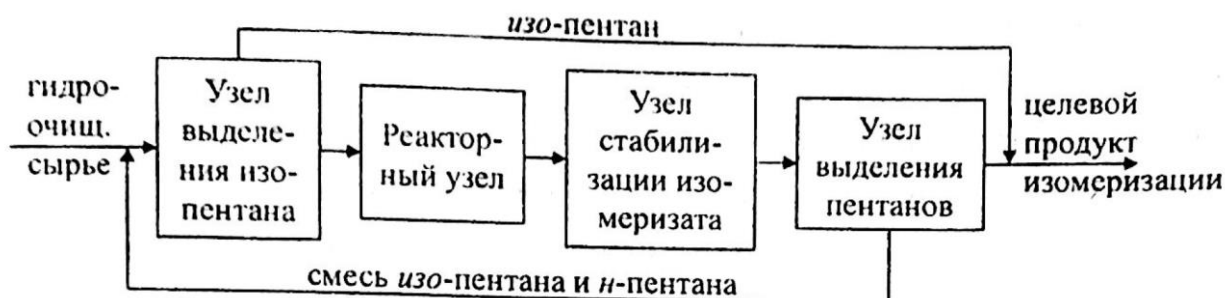 изо-пентан
гидро-
очищ.
сырье
Узел
выделе-
ния изо-
пентана
Реактор-
ный узел
Узел
стабили-
зации изо-
меризата
Узел
выделения
пентанов
целевой
продукт
изомеризации
смесь изо-пентана и н-пентана